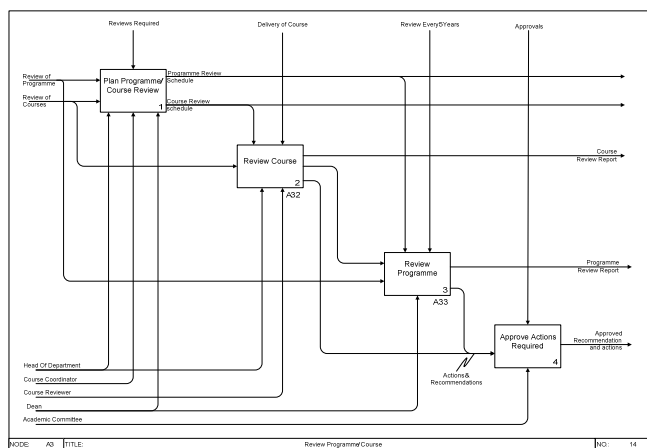 Reviews Required
Delivery of Course
Review Every5Years
Approvals
Review of
Programme
Review of
Courses
Plan Programme/
Course Review
1
Programme Review
Schedule
Course Review
schedule
Review Course
2
A32
Course
Review Report
Review
Programme
3
A33
Programme
Review Report
Approve Actions
Required
4
Approved
Recommendation
and actions
Actions&
Recommendations
Head Of Department
Course Coordinator
Course Reviewer
Dean
Academic Committee
NODE: A3 TITLE: Review Programme/Course NO.: 14